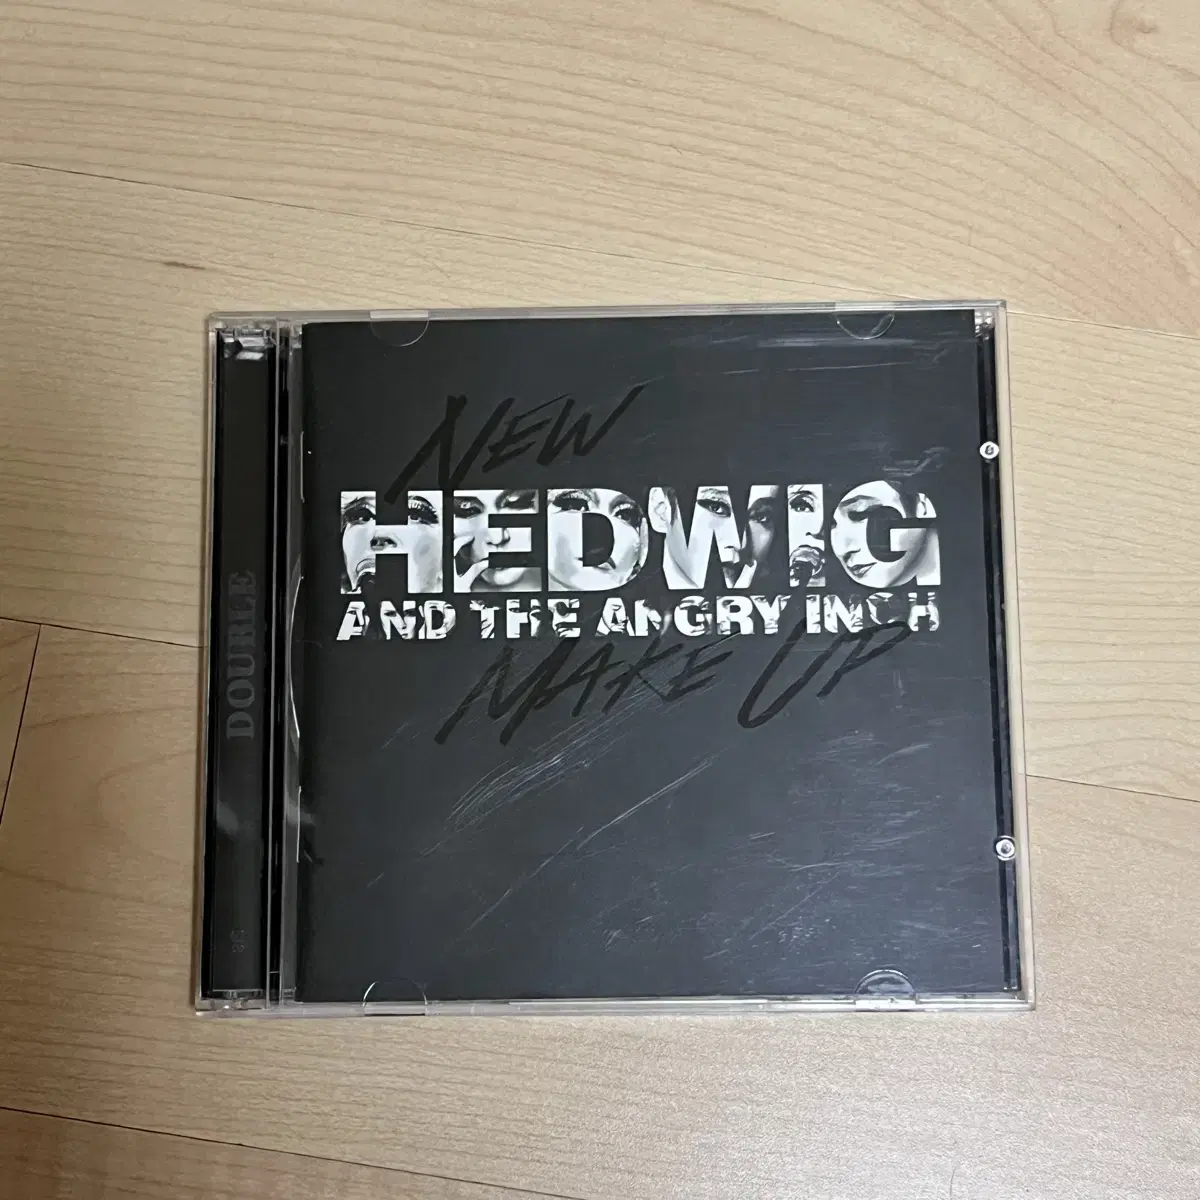 NEW
HEDWIG
AND THE ANGRY INCH
MAKE UP
DOUBLE